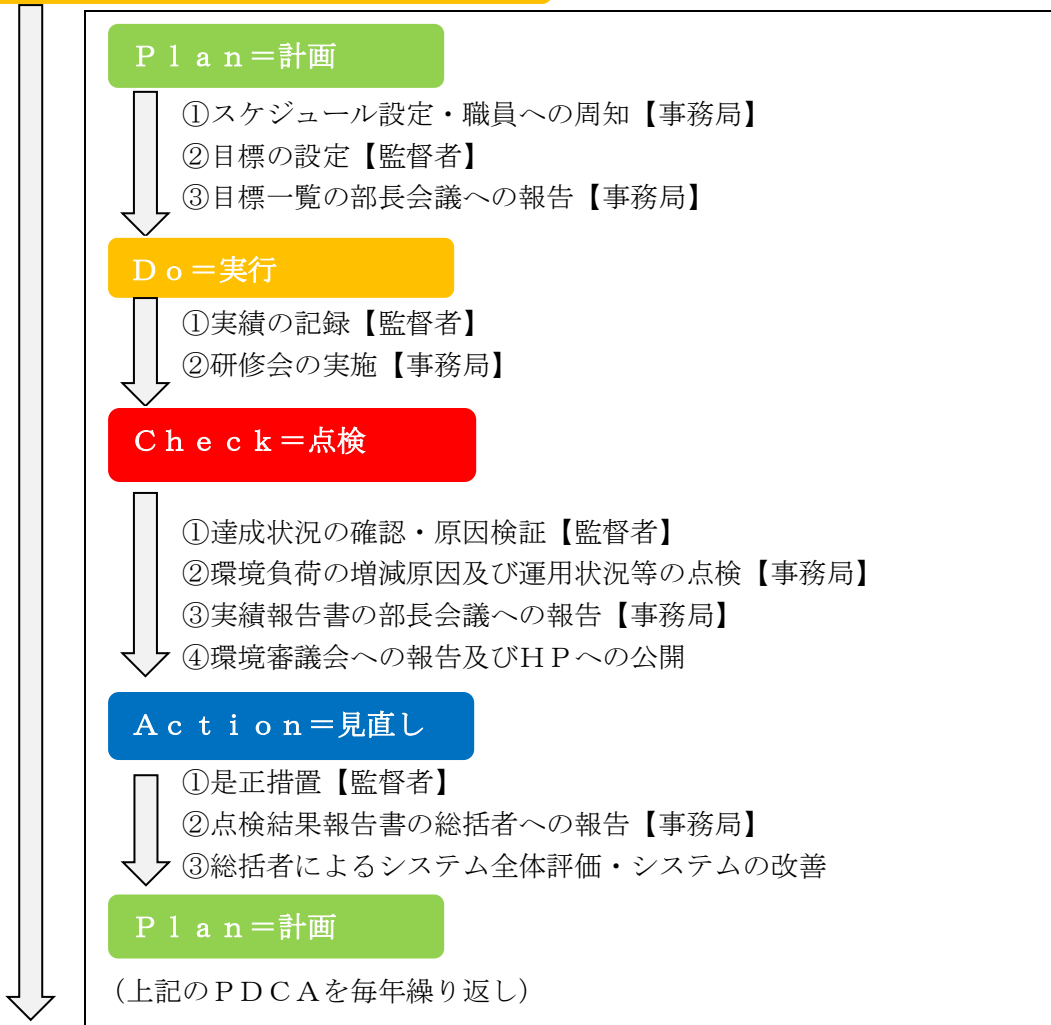 Ｐｌａｎ＝計画
①スケジュール設定・職員への周知【事務局】
②目標の設定【監督者】
③目標一覧の部長会議への報告【事務局】
Ｄｏ＝実行
①実績の記録【監督者】
②研修会の実施【事務局】
Ｃｈｅｃｋ＝点検
①達成状況の確認・原因検証【監督者】
②環境負荷の増減原因及び運用状況等の点検【事務局】
③実績報告書の部長会議への報告【事務局】
④環境審議会への報告及びＨＰへの公開
Ａｃｔｉｏｎ＝見直し
①是正措置【監督者】
②点検結果報告書の総括者への報告【事務局】
③総括者によるシステム全体評価・システムの改善
Ｐｌａｎ＝計画
（上記のＰＤＣＡを毎年繰り返し）